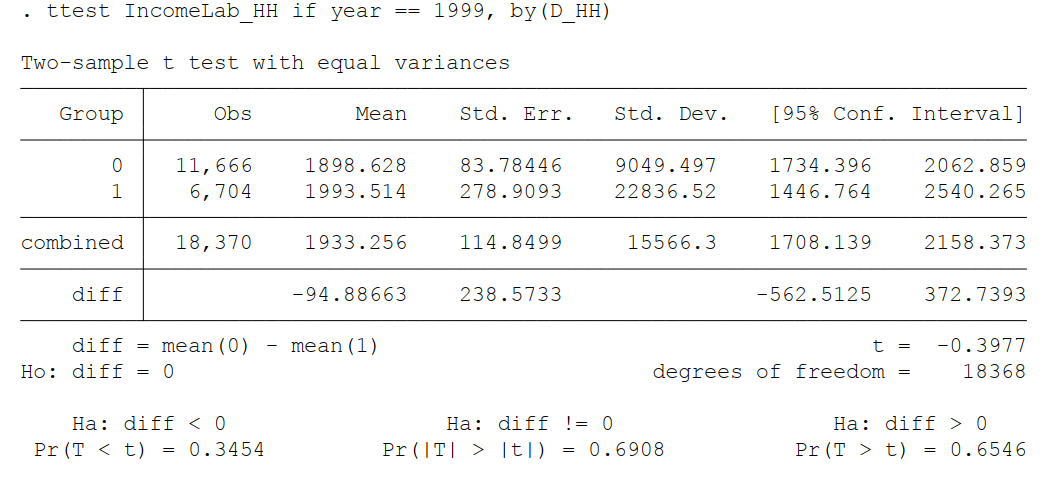 . ttest IncomeLab_HH if year == 1999, by(D_HH)
Two-sample t test with equal variances
Group Obs Mean Std. Err. Std. Dev. [95% Conf. Interval]
0 11,666 1898.628 83.78446 9049.497 1734.396 2062.859
1 6,704 1993.514 278.9093 22836.52 1446.764 2540.265
combined 18,370 1933.256 114.8499 15566.3 1708.139 2158.373
diff -94.88663 238.5733 -562.5125 372.7393
diff = mean(0) - mean(1) t = -0.3977
Ho: diff = 0 degrees of freedom = 18368
Ha: diff < 0 Ha: diff != 0 Ha: diff > 0
Pr(T < t) = 0.3454 Pr(|T| > |t|) = 0.6908 Pr(T > t) = 0.6546